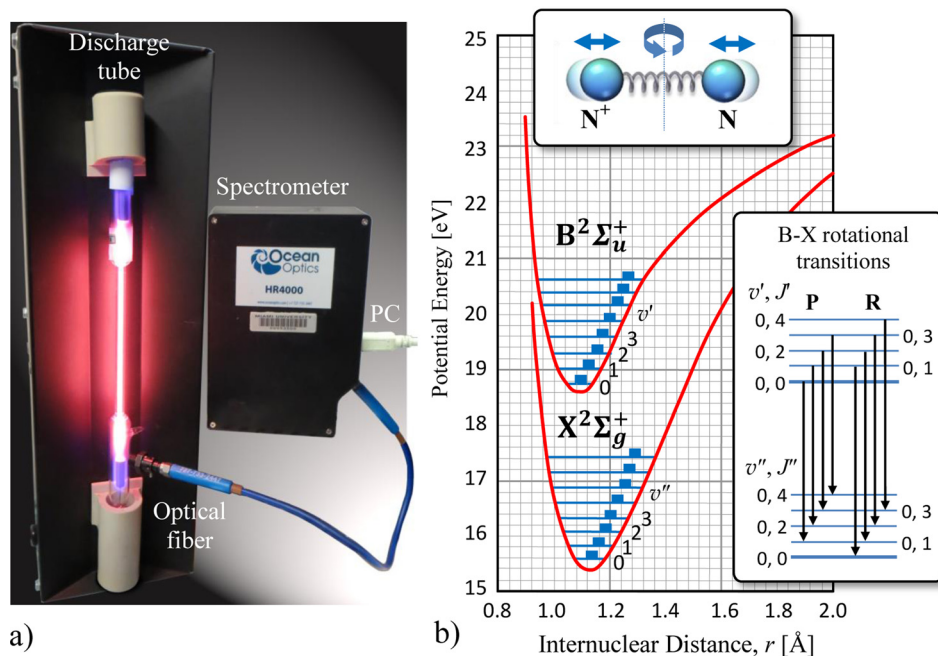 Discharge
tube
Spectrometer
Ocean
Optics
HR4000
PC
Optical
fiber
a)
25
24
23
22
21
20
19
18
17
16
15
Potential Energy [eV]
N⁺ N
B²Σᵤ⁺
v'
3
2
1
0
X²Σg⁺
v''
3
2
1
0
0.8 1.0 1.2 1.4 1.6 1.8 2.0
Internuclear Distance, r [Å]
b)
B-X rotational
transitions
v', J' P R
0, 4
0, 3
0, 2
0, 1
0, 0
v'', J''
0, 4
0, 3
0, 2
0, 1
0, 0